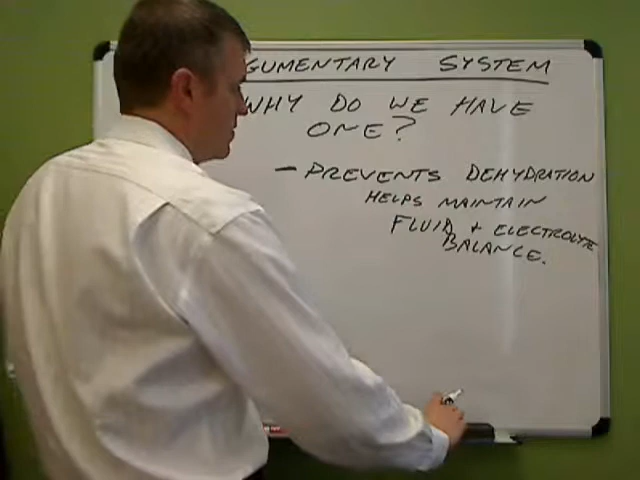 GUMENTARY SYSTEM
WHY DO WE HAVE
ONE?
- PREVENTS DEHYDRATION
HELPS MAINTAIN
FLUID + ELECTROLYTE
BALANCE.